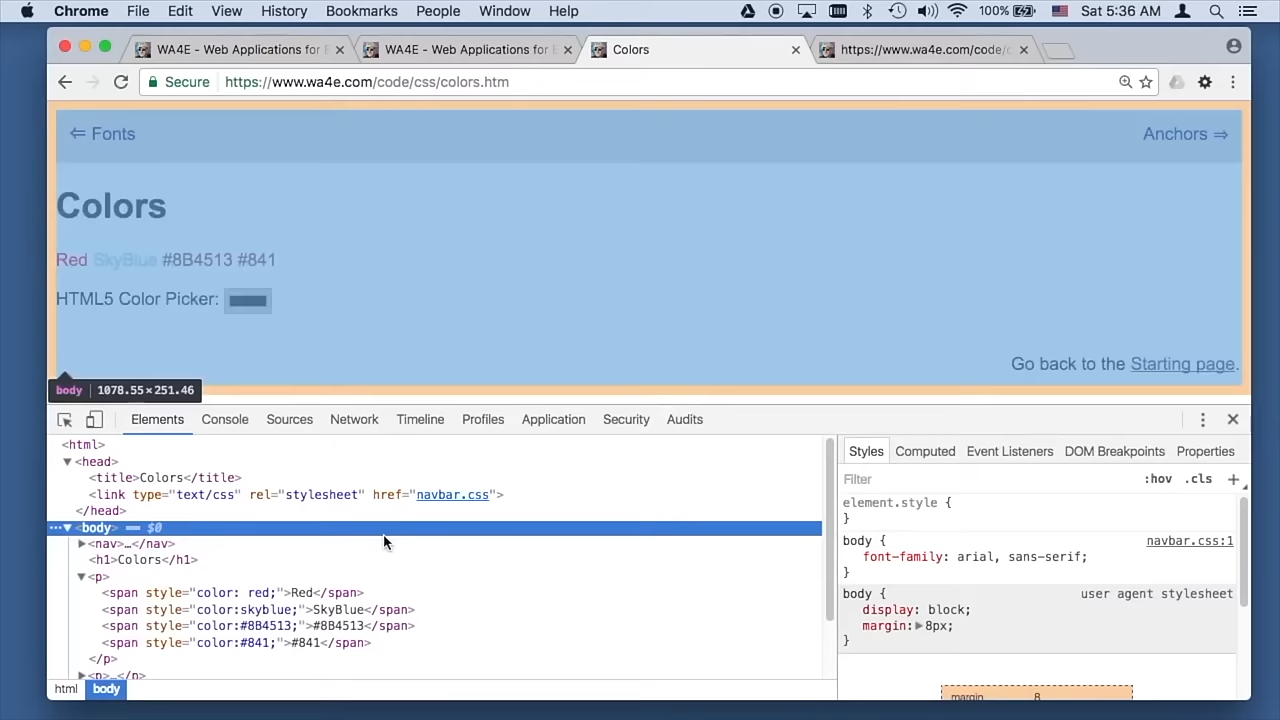 Chrome File Edit View History Bookmarks People Window Help 100% Sat 5:36 AM
WA4E - Web Applications for E WA4E - Web Applications for E Colors https://www.wa4e.com/code/c
Secure https://www.wa4e.com/code/css/colors.htm
⇐ Fonts Anchors ⇒
Colors
Red SkyBlue #8B4513 #841
HTML5 Color Picker:
Go back to the Starting page.
body 1078.55×251.46
Elements Console Sources Network Timeline Profiles Application Security Audits
<html>
<head>
<title>Colors</title>
<link type="text/css" rel="stylesheet" href="navbar.css">
</head>
…<body> == $0
<nav>…</nav>
<h1>Colors</h1>
<p>
<span style="color: red;">Red</span>
<span style="color:skyblue;">SkyBlue</span>
<span style="color:#8B4513;">#8B4513</span>
<span style="color:#841;">#841</span>
</p>
<p>…</p>
html body
Styles Computed Event Listeners DOM Breakpoints Properties
Filter :hov .cls +
element.style {
}
body { navbar.css:1
font-family: arial, sans-serif;
}
body { user agent stylesheet
display: block;
margin: 8px;
}
margin 8